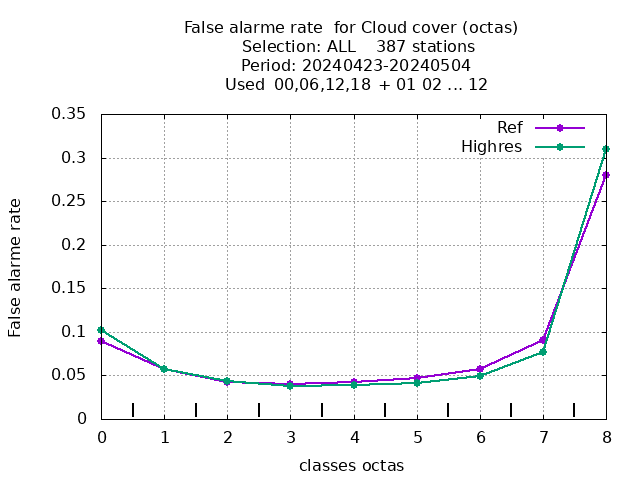 False alarme rate  for Cloud cover (octas)
Selection: ALL    387 stations
Period: 20240423-20240504
Used  00,06,12,18 + 01 02 ... 12
Ref
Highres
False alarme rate
0.35
0.3
0.25
0.2
0.15
0.1
0.05
0
0 1 2 3 4 5 6 7 8
classes octas